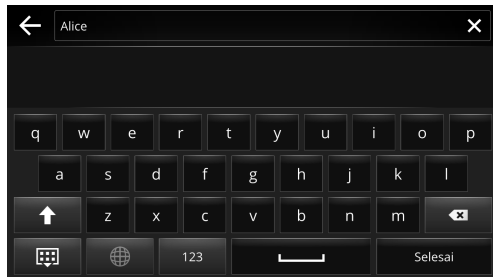 Alice
q w e r t y u i o p
a s d f g h j k l
z x c v b n m
123 Selesai